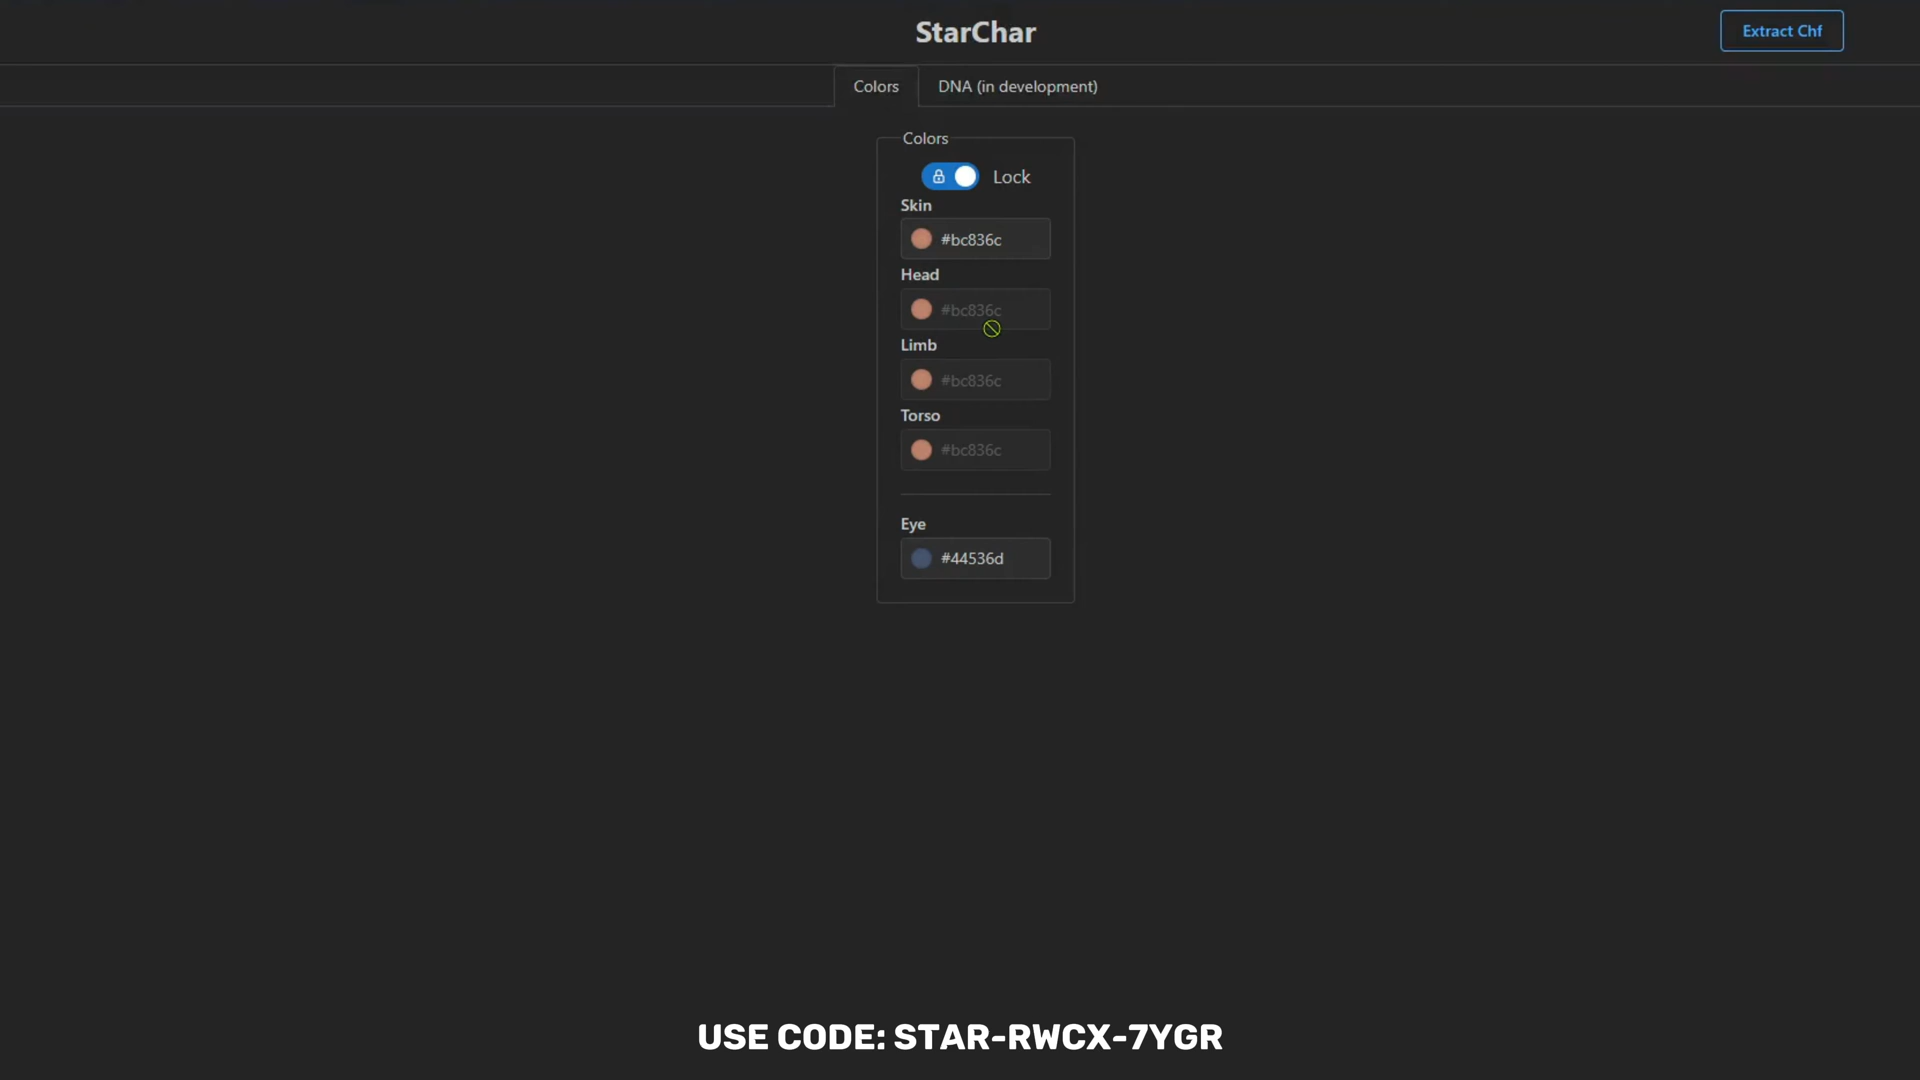 StarChar
Extract Chf
Colors
DNA (in development)
Colors
Lock
Skin
#bc836c
Head
#bc836c
Limb
#bc836c
Torso
#bc836c
Eye
#44536d
USE CODE: STAR-RWCX-7YGR